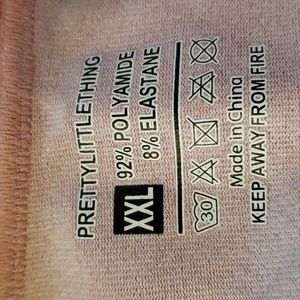 PRETTYLITTLETHING
92% POLYAMIDE
8% ELASTANE
XXL
30
Made in China
KEEP AWAY FROM FIRE